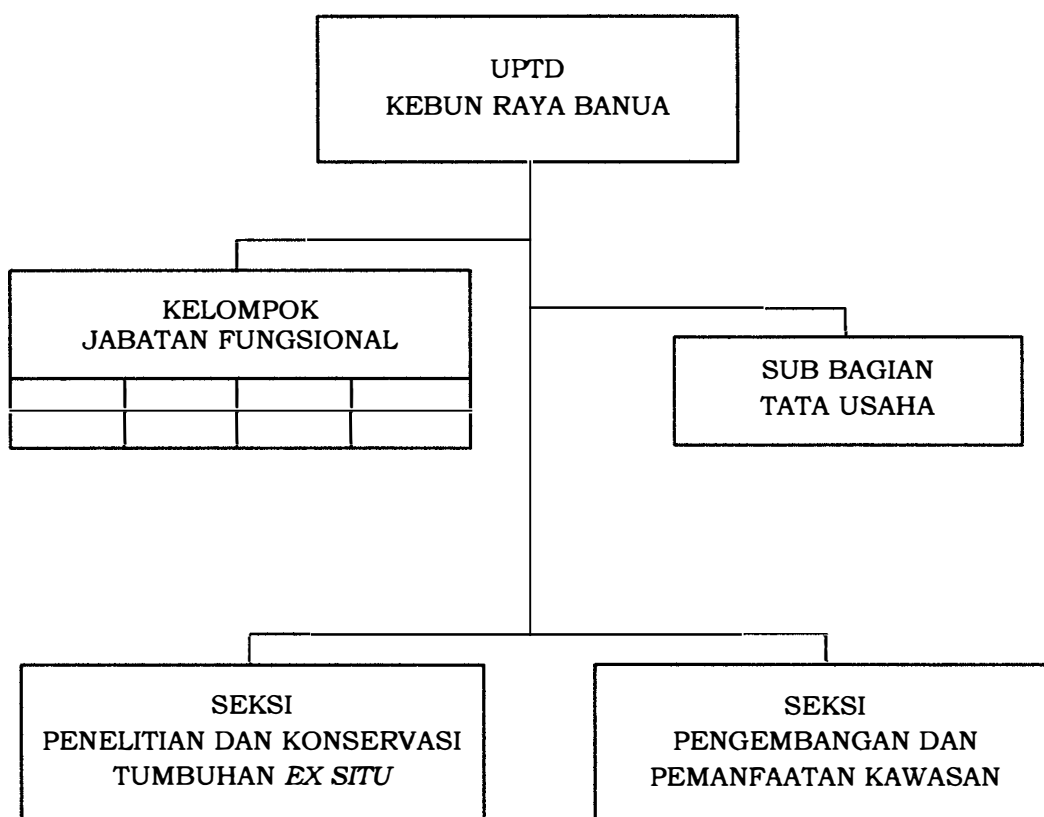 UPTD
KEBUN RAYA BANUA
KELOMPOK
JABATAN FUNGSIONAL
SUB BAGIAN
TATA USAHA
SEKSI
PENELITIAN DAN KONSERVASI
TUMBUHAN EX SITU
SEKSI
PENGEMBANGAN DAN
PEMANFAATAN KAWASAN